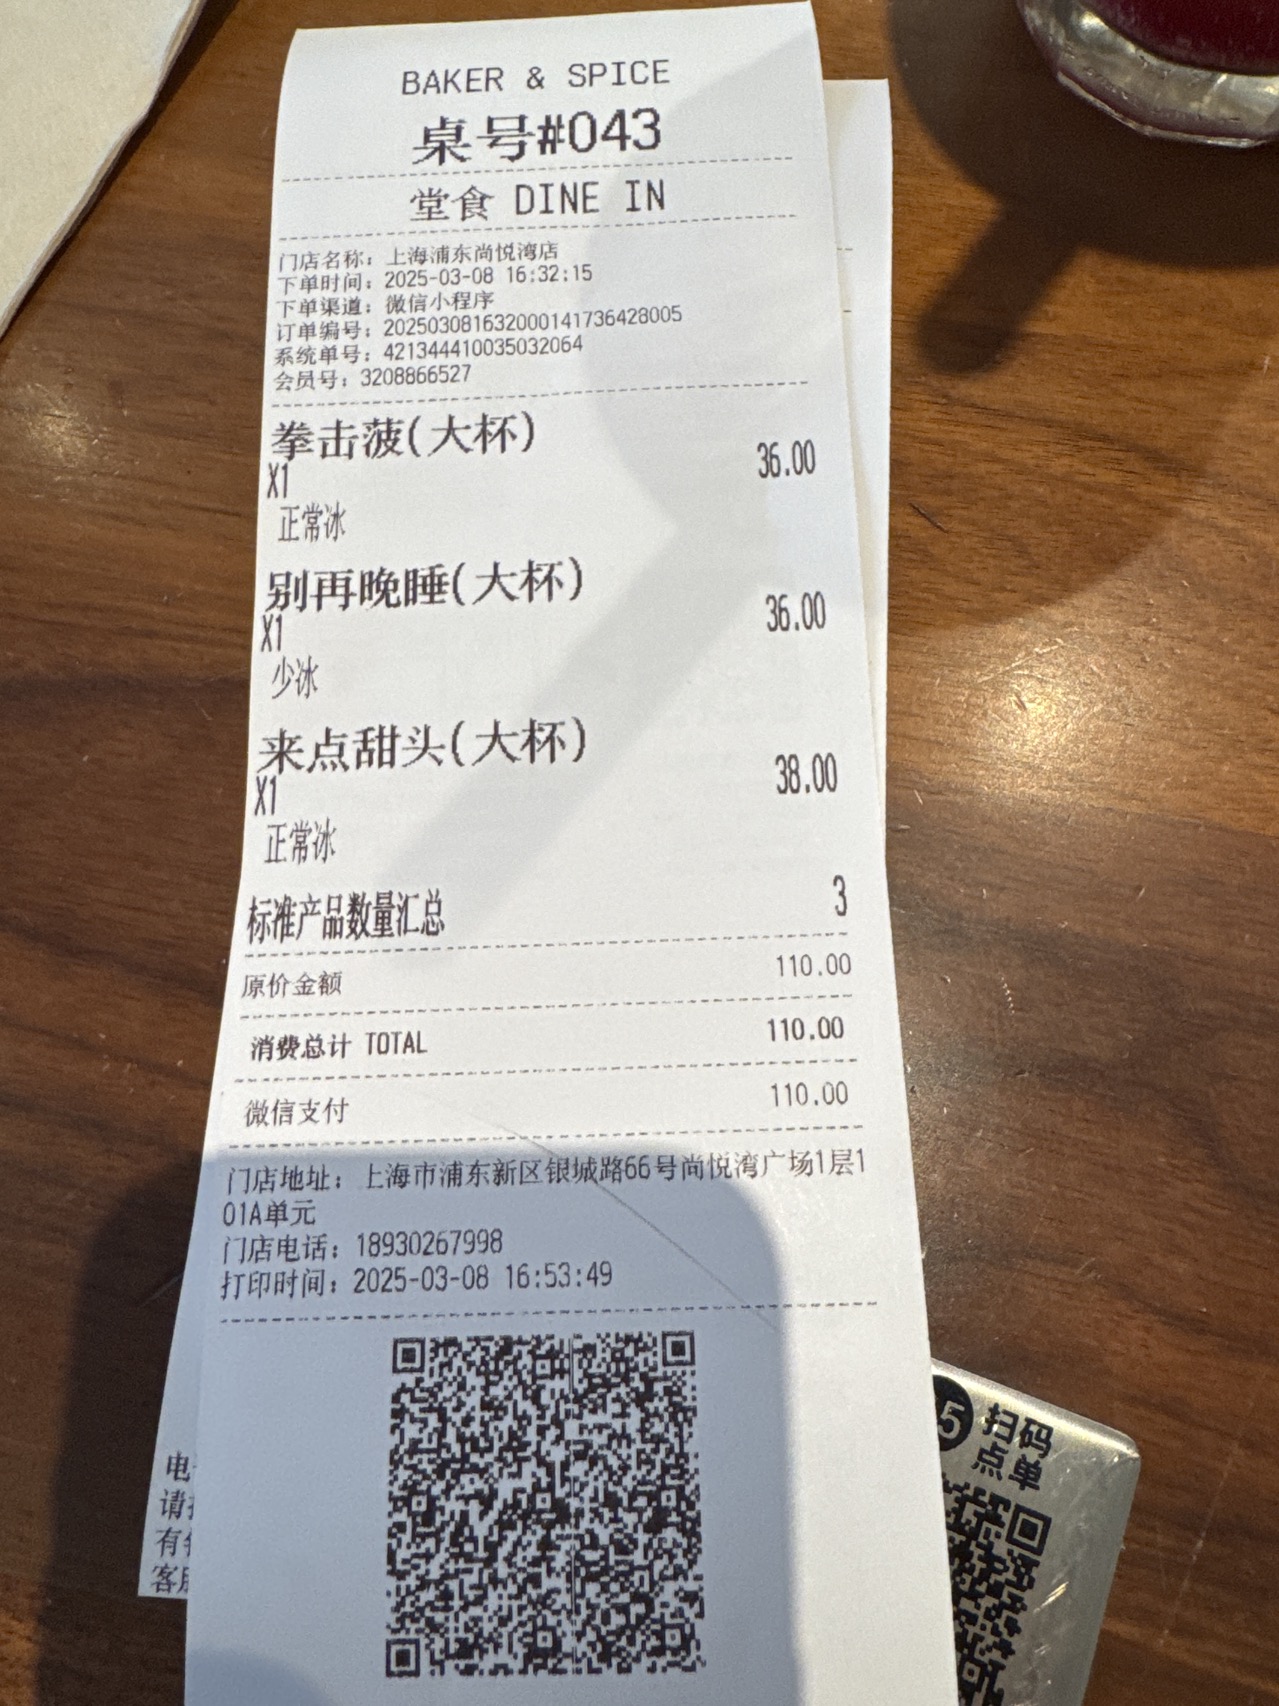 BAKER & SPICE
桌号#043
堂食 DINE IN
门店名称：上海浦东尚悦湾店
下单时间：2025-03-08 16:32:15
下单渠道：微信小程序
订单编号：202503081632000141736428005
系统单号：421344410035032064
会员号：3208866527
拳击菠(大杯)
X1 36.00
正常冰
别再晚睡(大杯)
X1 36.00
少冰
来点甜头(大杯)
X1 38.00
正常冰
标准产品数量汇总 3
原价金额 110.00
消费总计 TOTAL 110.00
微信支付 110.00
门店地址：上海市浦东新区银城路66号尚悦湾广场1层1
01A单元
门店电话：18930267998
打印时间：2025-03-08 16:53:49
电
请
有
客服
5 扫码
点单